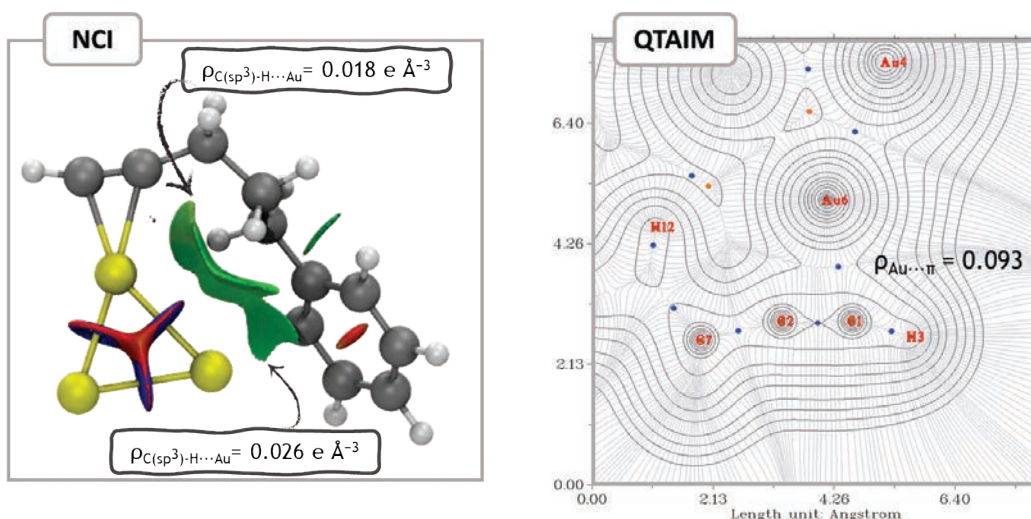 NCI
ρC(sp³)-H⋯Au= 0.018 e Å⁻³
ρC(sp³)-H⋯Au= 0.026 e Å⁻³
QTAIM
Au4
6.40
Au6
H12
4.26
ρAu⋯π = 0.093
C2
C1
C7
H3
2.13
0.00
0.00
2.13
4.26
6.40
Length unit: Angstrom